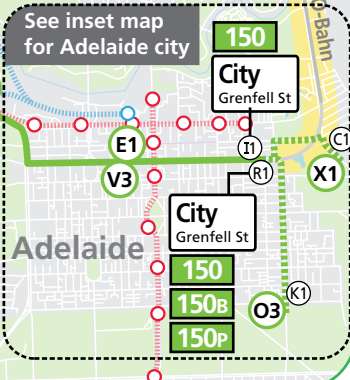 See inset map
for Adelaide city
150
O-Bahn
City
Grenfell St
E1
I1
C1
V3
R1
X1
City
Grenfell St
Adelaide
150
150B
150P
K1
O3